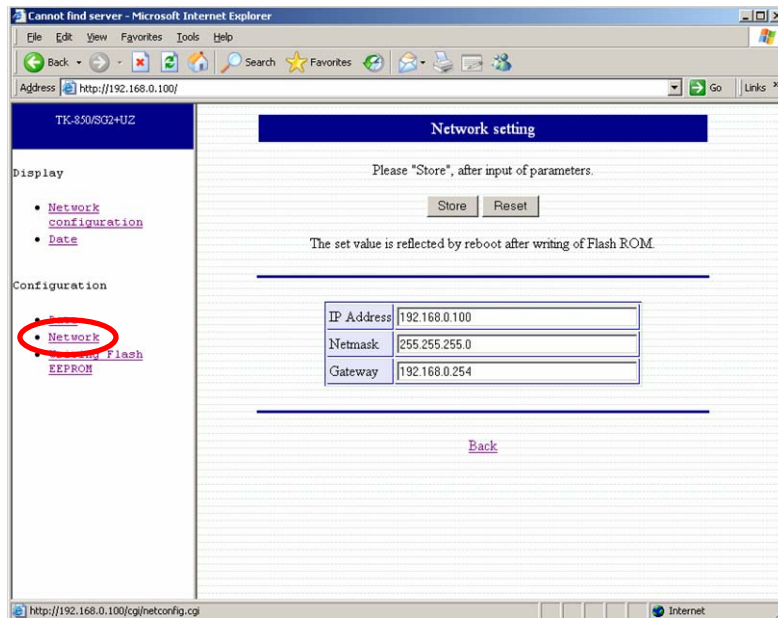 Cannot find server - Microsoft Internet Explorer
File Edit View Favorites Tools Help
Back Search Favorites
Address http://192.168.0.100/ Go Links »
TK-850/SG2+UZ
Display
Network
configuration
Date
Configuration
Date
Network
Writing Flash
EEPROM
Network setting
Please "Store", after input of parameters.
Store Reset
The set value is reflected by reboot after writing of Flash ROM.
IP Address 192.168.0.100
Netmask 255.255.255.0
Gateway 192.168.0.254
Back
http://192.168.0.100/cgi/netconfig.cgi Internet